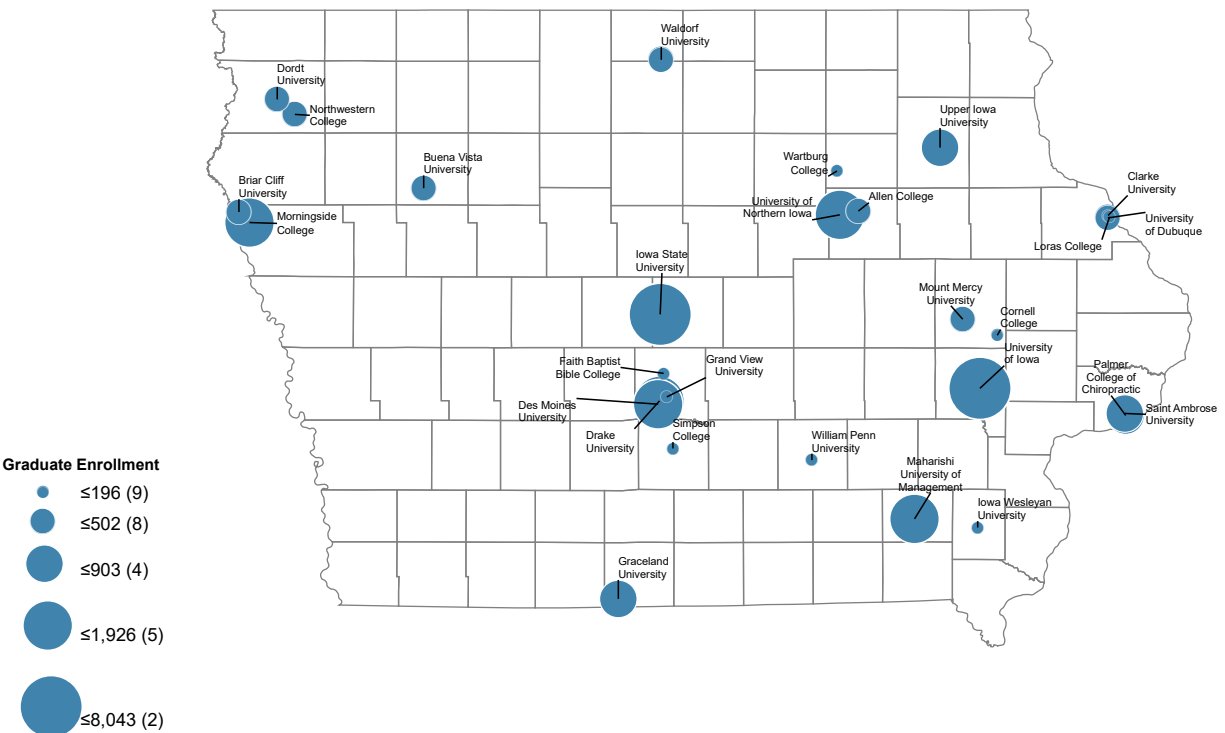 Waldorf
University
Dordt
University
Northwestern
College
Upper Iowa
University
Buena Vista
University
Wartburg
College
Briar Cliff
University
Morningside
College
University of
Northern Iowa
Allen College
Clarke
University
University
of Dubuque
Loras College
Iowa State
University
Mount Mercy
University
Cornell
College
University
of Iowa
Faith Baptist
Bible College
Grand View
University
Palmer
College of
Chiropractic
Saint Ambrose
University
Des Moines
University
Drake
University
Simpson
College
William Penn
University
Maharishi
University of
Management
Iowa Wesleyan
University
Graceland
University
Graduate Enrollment
≤196 (9)
≤502 (8)
≤903 (4)
≤1,926 (5)
≤8,043 (2)